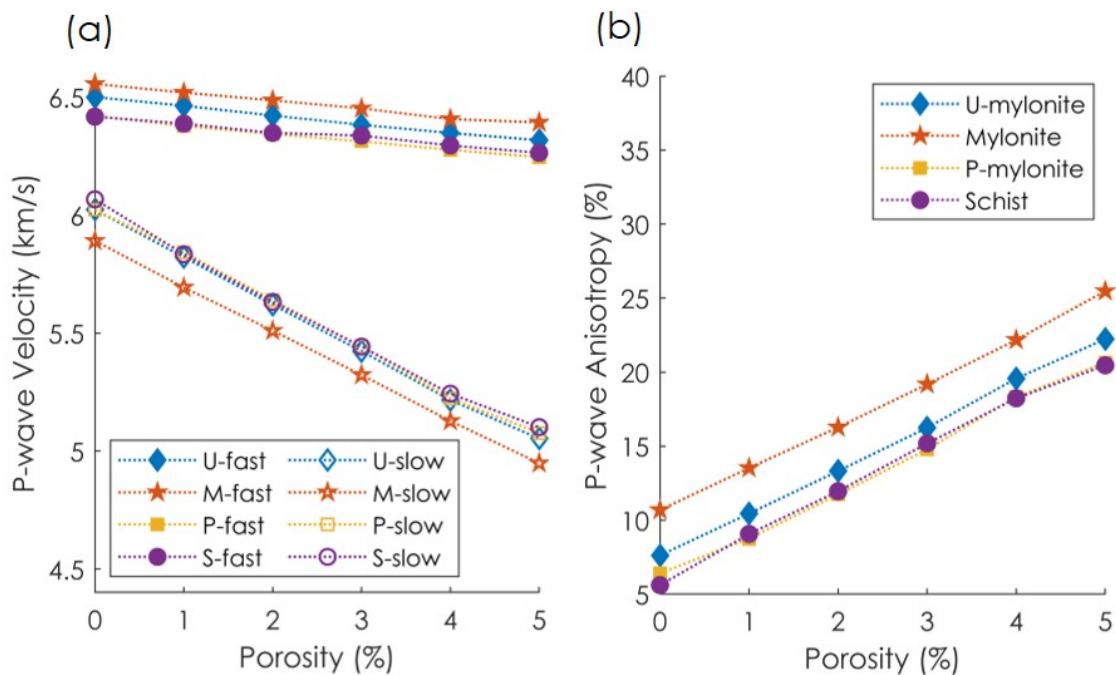 (a)
P-wave Velocity (km/s)
6.5
6
5.5
5
4.5
U-fast U-slow
M-fast M-slow
P-fast P-slow
S-fast S-slow
0 1 2 3 4 5
Porosity (%)
(b)
P-wave Anisotropy (%)
40
35
30
25
20
15
10
5
U-mylonite
Mylonite
P-mylonite
Schist
0 1 2 3 4 5
Porosity (%)